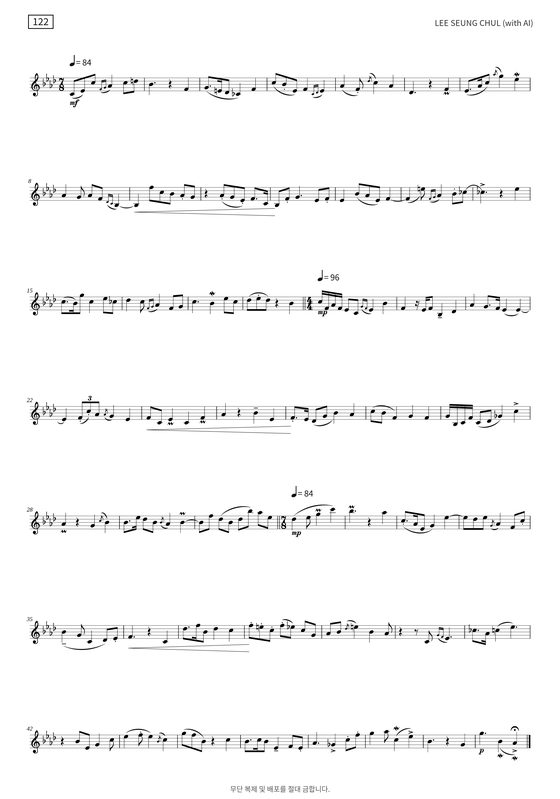 122
LEE SEUNG CHUL (with AI)
= 84
mf
8
15
= 96
mp
22
3
28
= 84
mp
35
42
p
무단 복제 및 배포를 절대 금합니다.